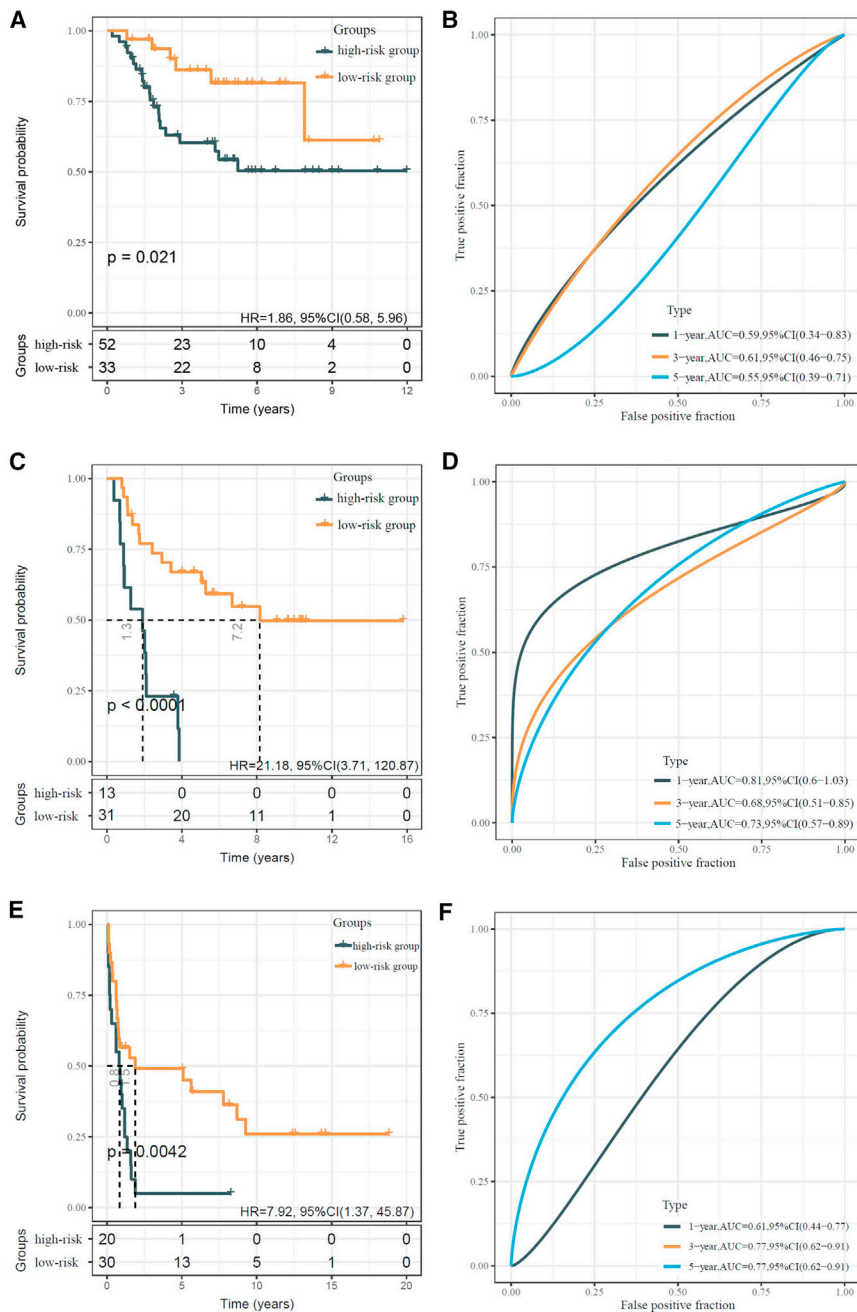 A
Survival probability
1.00
0.75
0.50
0.25
0.00
Groups
high-risk group
low-risk group
p = 0.021
HR=1.86, 95%CI(0.58, 5.96)
Groups
high-risk 52 23 10 4 0
low-risk 33 22 8 2 0
0 3 6 9 12
Time (years)
B
True positive fraction
1.00
0.75
0.50
0.25
0.00
Type
1−year,AUC=0.59,95%CI(0.34−0.83)
3−year,AUC=0.61,95%CI(0.46−0.75)
5−year,AUC=0.55,95%CI(0.39−0.71)
0.00 0.25 0.50 0.75 1.00
False positive fraction
C
Survival probability
1.00
0.75
0.50
0.25
0.00
Groups
high-risk group
low-risk group
1.3
7.2
p < 0.0001
HR=21.18, 95%CI(3.71, 120.87)
Groups
high-risk 13 0 0 0 0
low-risk 31 20 11 1 0
0 4 8 12 16
Time (years)
D
True positive fraction
1.00
0.75
0.50
0.25
0.00
Type
1−year,AUC=0.81,95%CI(0.6−1.03)
3−year,AUC=0.68,95%CI(0.51−0.85)
5−year,AUC=0.73,95%CI(0.57−0.89)
0.00 0.25 0.50 0.75 1.00
False positive fraction
E
Survival probability
1.00
0.75
0.50
0.25
0.00
Groups
high-risk group
low-risk group
0.8
1.5
p = 0.0042
HR=7.92, 95%CI(1.37, 45.87)
Groups
high-risk 20 1 0 0 0
low-risk 30 13 5 1 0
0 5 10 15 20
Time (years)
F
True positive fraction
1.00
0.75
0.50
0.25
0.00
Type
1−year,AUC=0.61,95%CI(0.44−0.77)
3−year,AUC=0.77,95%CI(0.62−0.91)
5−year,AUC=0.77,95%CI(0.62−0.91)
0.00 0.25 0.50 0.75 1.00
False positive fraction